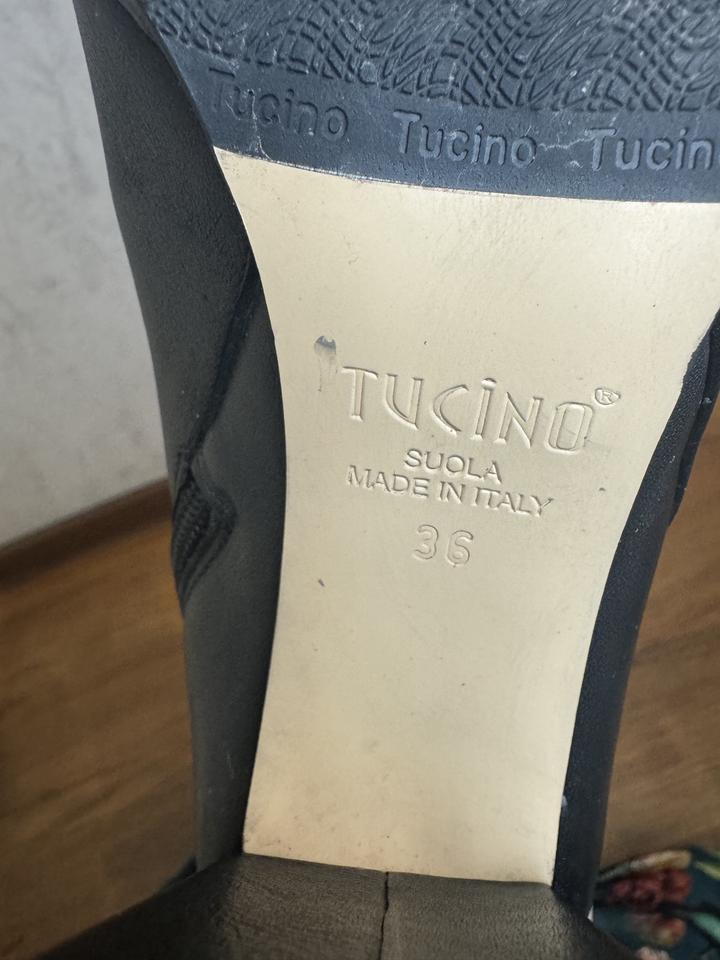 Tucino Tucino Tucin
TUCINO®
SUOLA
MADE IN ITALY
36